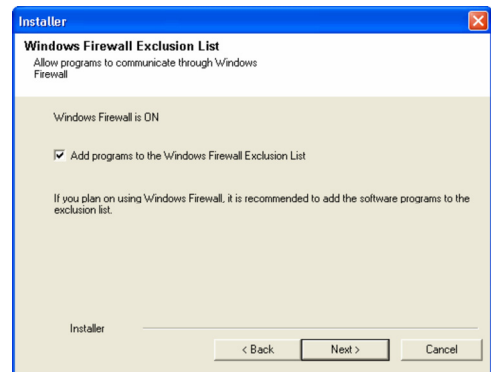 Installer
Windows Firewall Exclusion List
Allow programs to communicate through Windows
Firewall
Windows Firewall is ON
Add programs to the Windows Firewall Exclusion List
If you plan on using Windows Firewall, it is recommended to add the software programs to the
exclusion list.
Installer
< Back
Next >
Cancel